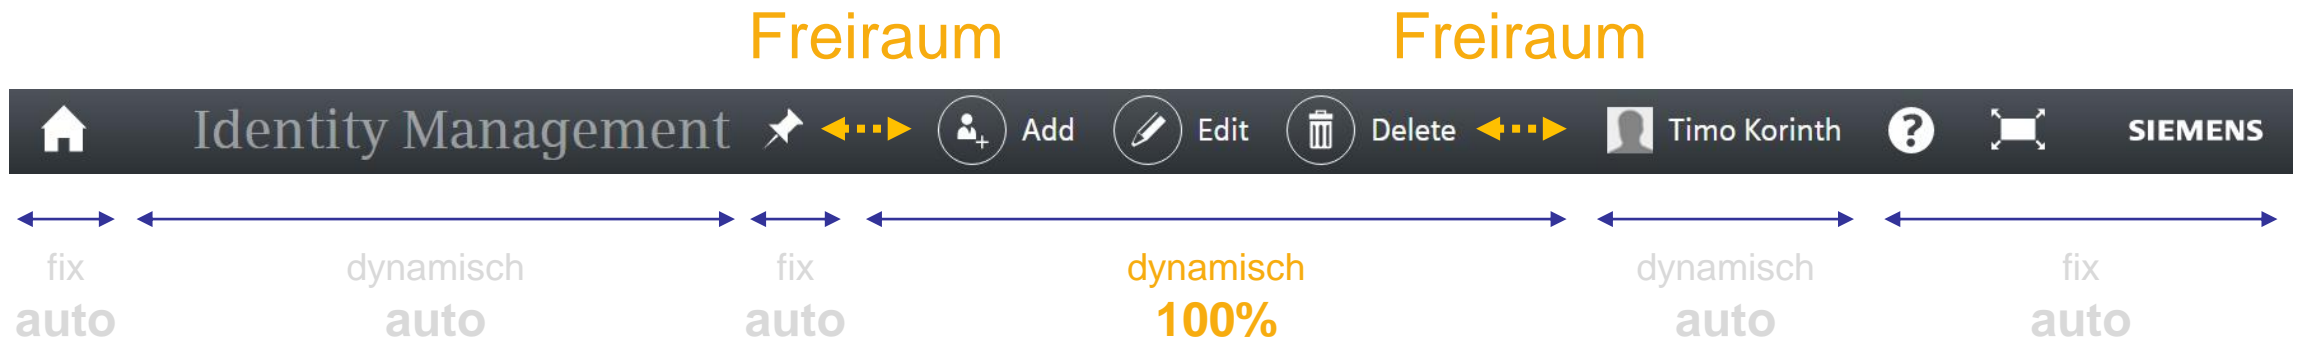 Freiraum Freiraum
Identity Management Add Edit Delete Timo Korinth ? SIEMENS
fix dynamisch fix dynamisch dynamisch fix
auto auto auto 100% auto auto